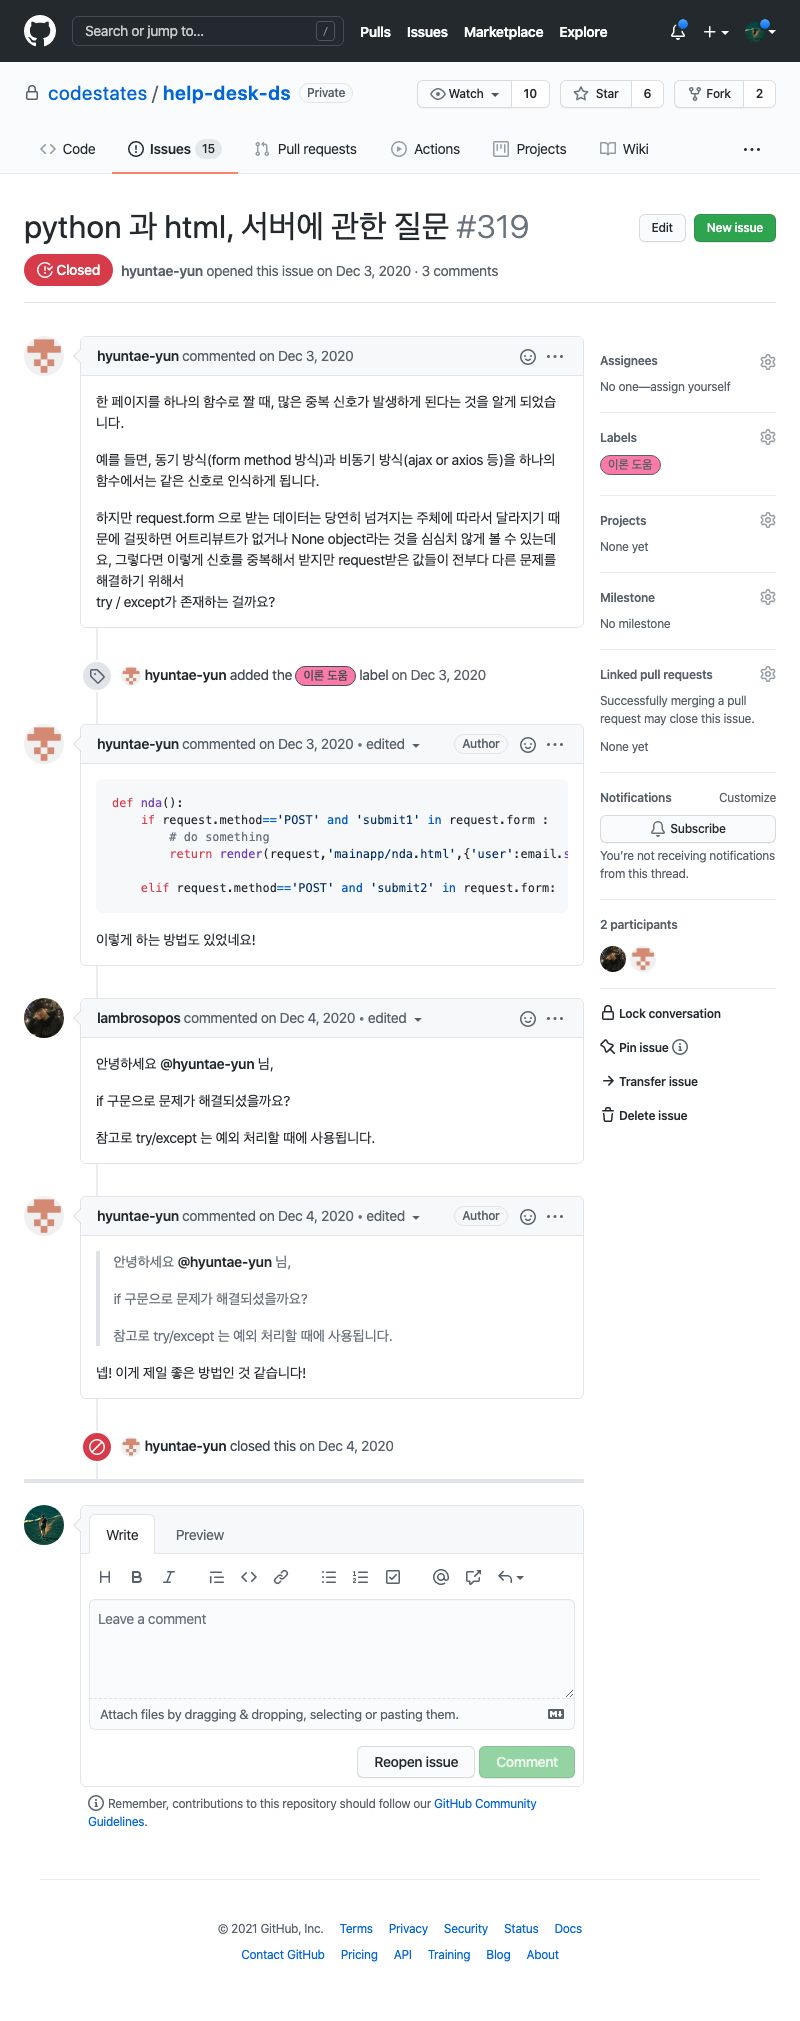 Search or jump to... /
Pulls Issues Marketplace Explore
codestates / help-desk-ds Private
Watch 10 Star 6 Fork 2
Code Issues 15 Pull requests Actions Projects Wiki ...
python 과 html, 서버에 관한 질문 #319
Edit New issue
Closed hyuntae-yun opened this issue on Dec 3, 2020 · 3 comments
hyuntae-yun commented on Dec 3, 2020 ...
한 페이지를 하나의 함수로 짤 때, 많은 중복 신호가 발생하게 된다는 것을 알게 되었습
니다.
예를 들면, 동기 방식(form method 방식)과 비동기 방식(ajax or axios 등)을 하나의
함수에서는 같은 신호로 인식하게 됩니다.
하지만 request.form 으로 받는 데이터는 당연히 넘겨지는 주체에 따라서 달라지기 때
문에 걸핏하면 어트리뷰트가 없거나 None object라는 것을 심심치 않게 볼 수 있는데
요, 그렇다면 이렇게 신호를 중복해서 받지만 request받은 값들이 전부다 다른 문제를
해결하기 위해서
try / except가 존재하는 걸까요?
hyuntae-yun added the 이론 도움 label on Dec 3, 2020
hyuntae-yun commented on Dec 3, 2020 • edited Author ...
def nda():
if request.method=='POST' and 'submit1' in request.form :
# do something
return render(request,'mainapp/nda.html',{'user':email.s
elif request.method=='POST' and 'submit2' in request.form:
이렇게 하는 방법도 있었네요!
lambrosopos commented on Dec 4, 2020 • edited ...
안녕하세요 @hyuntae-yun 님,
if 구문으로 문제가 해결되셨을까요?
참고로 try/except 는 예외 처리할 때에 사용됩니다.
hyuntae-yun commented on Dec 4, 2020 • edited Author ...
안녕하세요 @hyuntae-yun 님,
if 구문으로 문제가 해결되셨을까요?
참고로 try/except 는 예외 처리할 때에 사용됩니다.
넵! 이게 제일 좋은 방법인 것 같습니다!
hyuntae-yun closed this on Dec 4, 2020
Write Preview
H B I
Leave a comment
Attach files by dragging & dropping, selecting or pasting them.
Reopen issue Comment
Remember, contributions to this repository should follow our GitHub Community
Guidelines.
Assignees
No one—assign yourself
Labels
이론 도움
Projects
None yet
Milestone
No milestone
Linked pull requests
Successfully merging a pull
request may close this issue.
None yet
Notifications Customize
Subscribe
You're not receiving notifications
from this thread.
2 participants
Lock conversation
Pin issue
Transfer issue
Delete issue
© 2021 GitHub, Inc. Terms Privacy Security Status Docs
Contact GitHub Pricing API Training Blog About